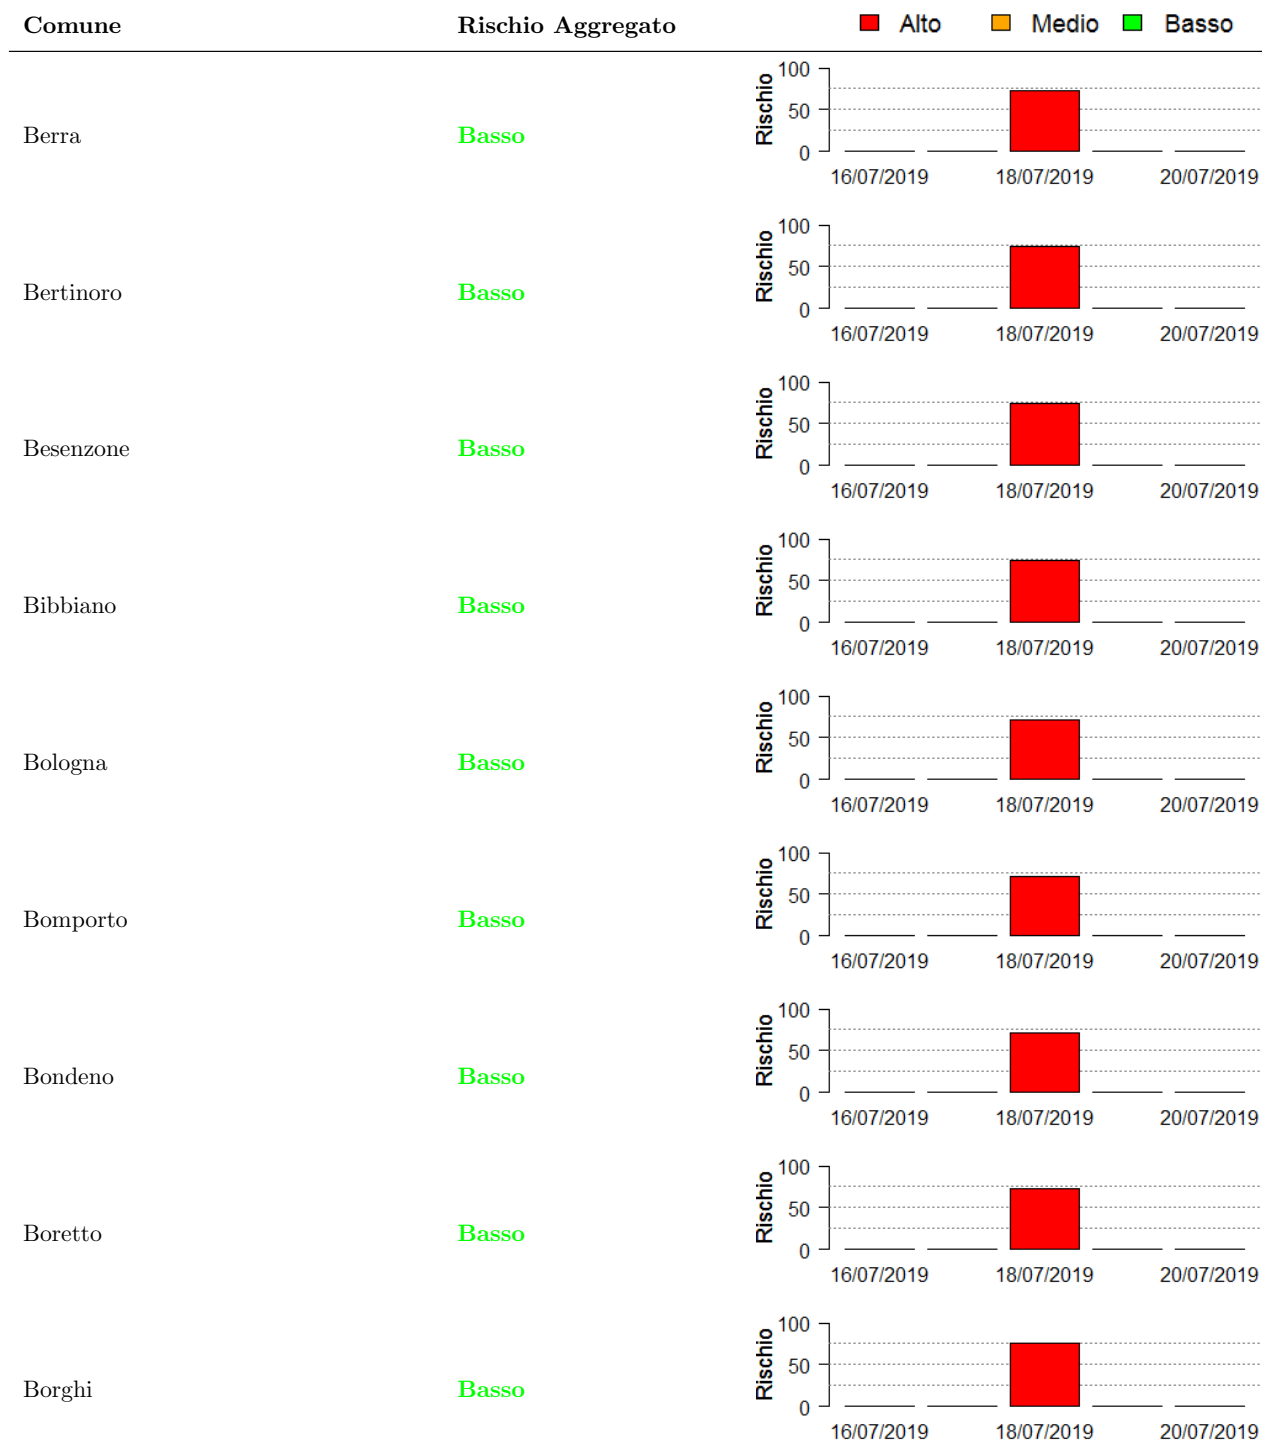 Comune Rischio Aggregato Alto Medio Basso
Berra Basso Rischio 100 50 0
16/07/2019 18/07/2019 20/07/2019
Bertinoro Basso Rischio 100 50 0
16/07/2019 18/07/2019 20/07/2019
Besenzone Basso Rischio 100 50 0
16/07/2019 18/07/2019 20/07/2019
Bibbiano Basso Rischio 100 50 0
16/07/2019 18/07/2019 20/07/2019
Bologna Basso Rischio 100 50 0
16/07/2019 18/07/2019 20/07/2019
Bomporto Basso Rischio 100 50 0
16/07/2019 18/07/2019 20/07/2019
Bondeno Basso Rischio 100 50 0
16/07/2019 18/07/2019 20/07/2019
Boretto Basso Rischio 100 50 0
16/07/2019 18/07/2019 20/07/2019
Borghi Basso Rischio 100 50 0
16/07/2019 18/07/2019 20/07/2019